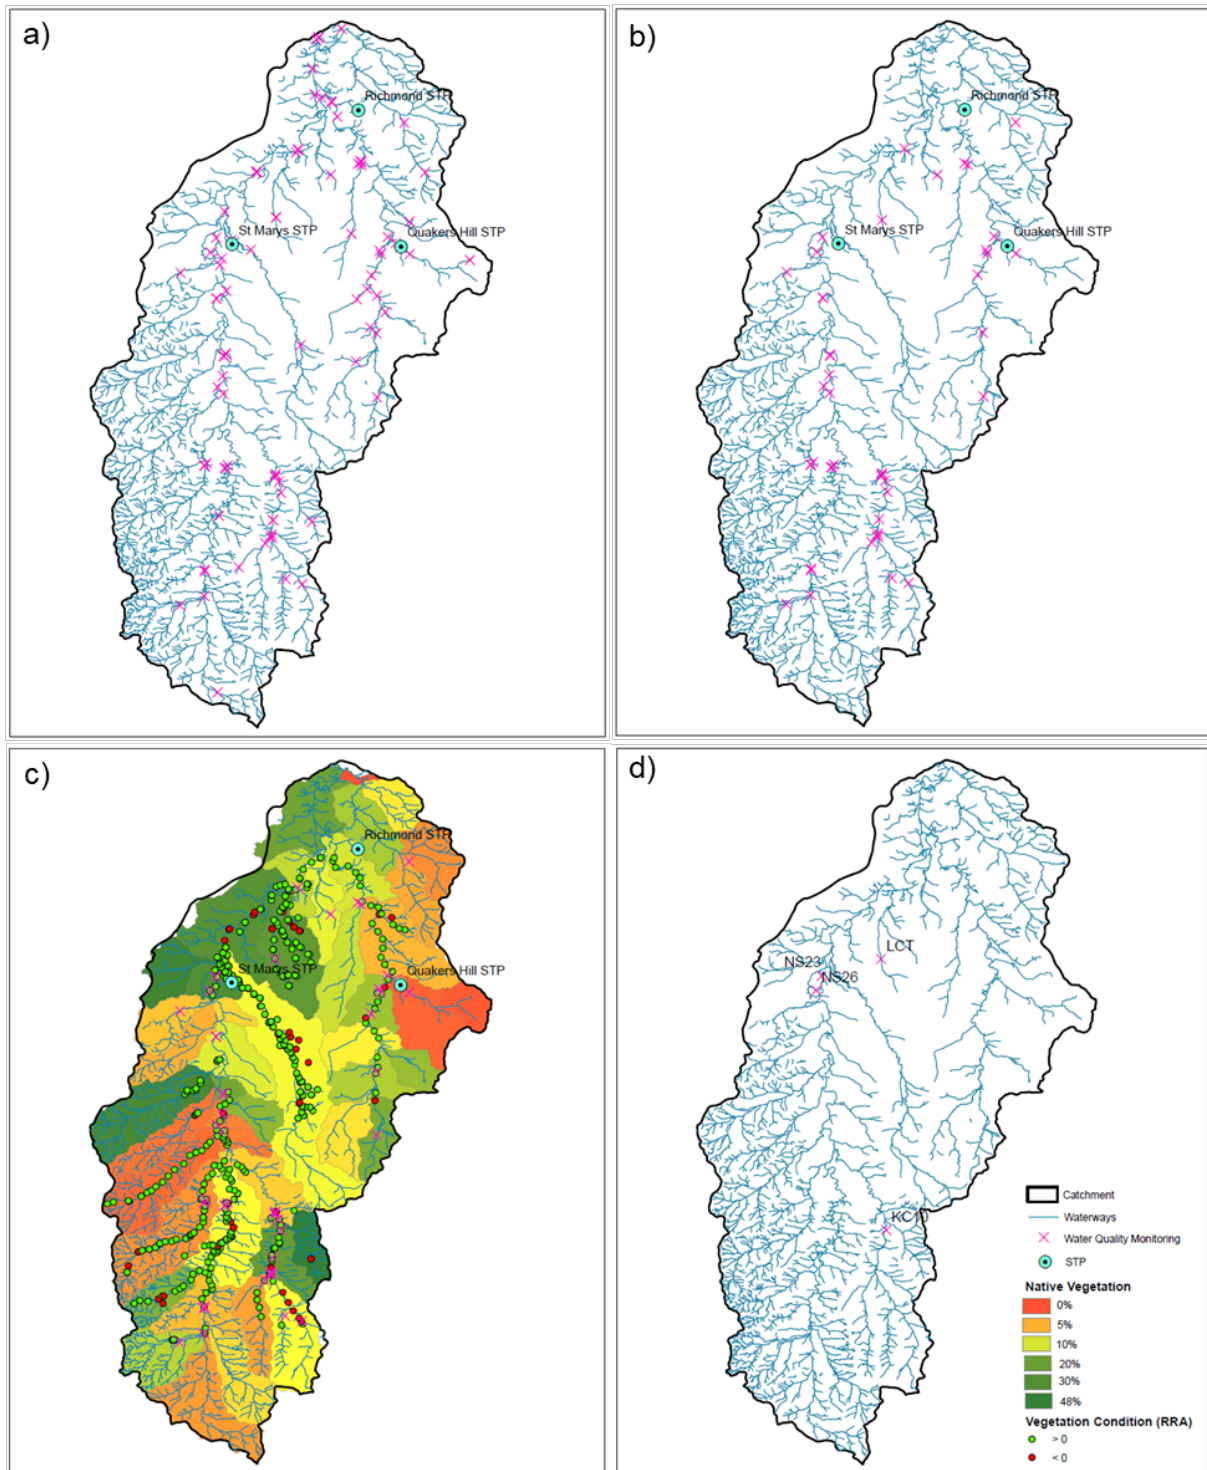 a)
Richmond STP
St Marys STP
Quakers Hill STP
b)
Richmond STP
St Marys STP
Quakers Hill STP
c)
Richmond STP
St Marys STP
Quakers Hill STP
d)
LCT
NS23
NS26
KC10
Catchment
Waterways
Water Quality Monitoring
STP
Native Vegetation
0%
5%
10%
20%
30%
48%
Vegetation Condition (RRA)
> 0
< 0